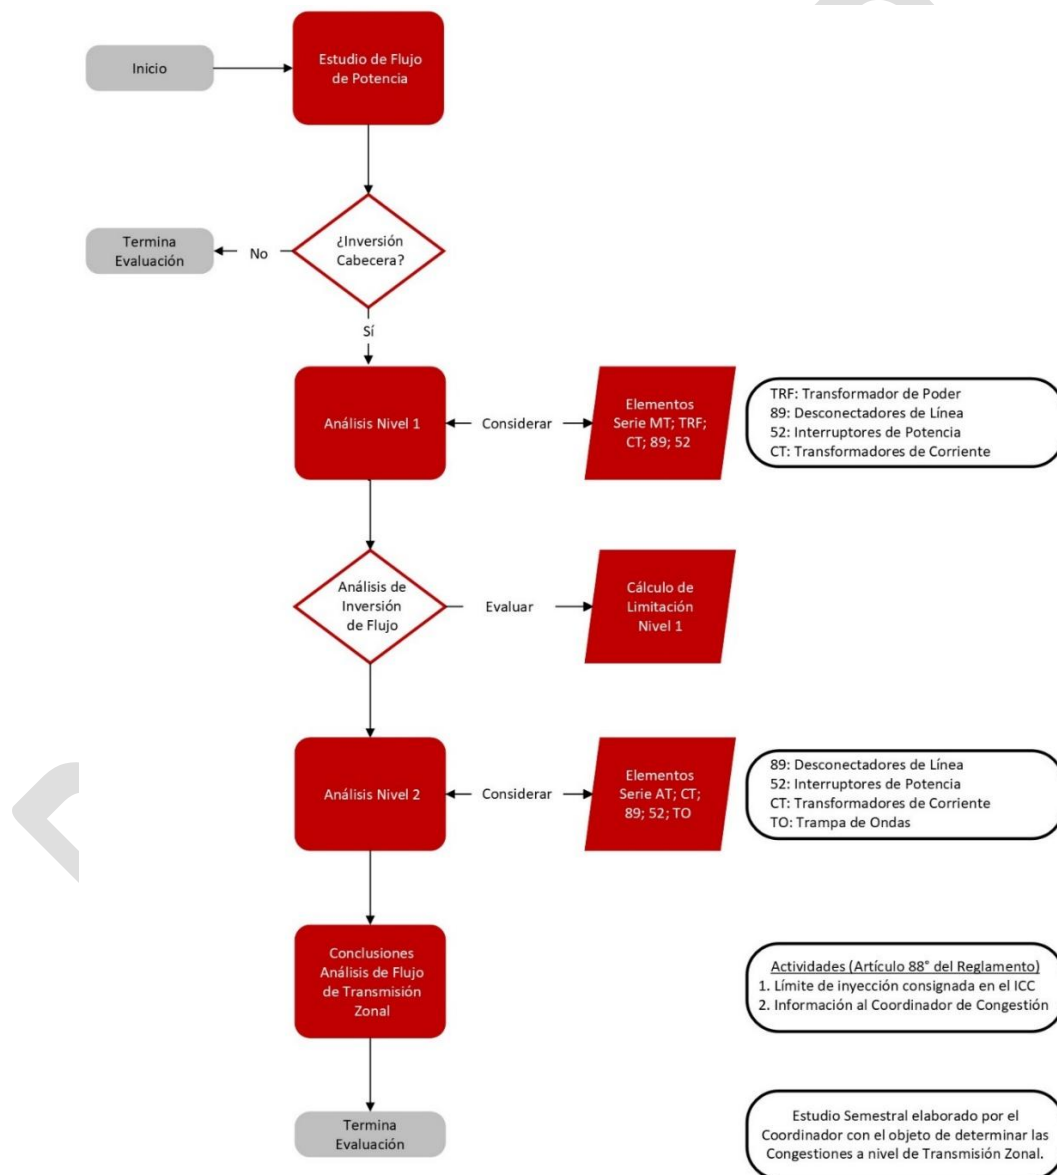 Inicio
Estudio de Flujo
de Potencia
¿Inversión
Cabecera?
No
Termina
Evaluación
Sí
Análisis Nivel 1
Considerar
Elementos
Serie MT; TRF;
CT; 89; 52
TRF: Transformador de Poder
89: Desconectadores de Línea
52: Interruptores de Potencia
CT: Transformadores de Corriente
Análisis de
Inversión
de Flujo
Evaluar
Cálculo de
Limitación
Nivel 1
Análisis Nivel 2
Considerar
Elementos
Serie AT; CT;
89; 52; TO
89: Desconectadores de Línea
52: Interruptores de Potencia
CT: Transformadores de Corriente
TO: Trampa de Ondas
Conclusiones
Análisis de Flujo
de Transmisión
Zonal
Actividades (Artículo 88° del Reglamento)
1. Límite de inyección consignada en el ICC
2. Información al Coordinador de Congestión
Termina
Evaluación
Estudio Semestral elaborado por el
Coordinador con el objeto de determinar las
Congestiones a nivel de Transmisión Zonal.